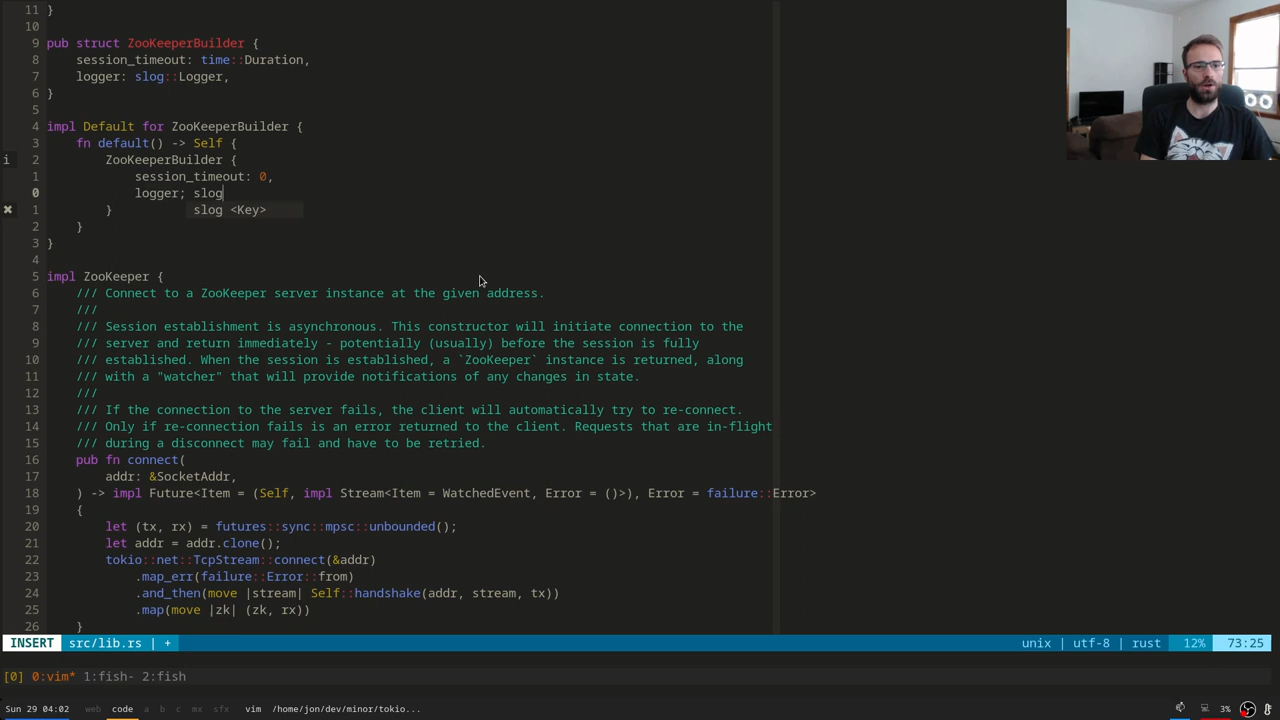 11 }
10
9 pub struct ZooKeeperBuilder {
8     session_timeout: time::Duration,
7     logger: slog::Logger,
6 }
5
4 impl Default for ZooKeeperBuilder {
3     fn default() -> Self {
i 2         ZooKeeperBuilder {
1             session_timeout: 0,
0             logger; slog
✖ 1         }           slog <Key>
2     }
3 }
4
5 impl ZooKeeper {
6     /// Connect to a ZooKeeper server instance at the given address.
7     ///
8     /// Session establishment is asynchronous. This constructor will initiate connection to the
9     /// server and return immediately - potentially (usually) before the session is fully
10     /// established. When the session is established, a `ZooKeeper` instance is returned, along
11     /// with a "watcher" that will provide notifications of any changes in state.
12     ///
13     /// If the connection to the server fails, the client will automatically try to re-connect.
14     /// Only if re-connection fails is an error returned to the client. Requests that are in-flight
15     /// during a disconnect may fail and have to be retried.
16     pub fn connect(
17         addr: &SocketAddr,
18     ) -> impl Future<Item = (Self, impl Stream<Item = WatchedEvent, Error = ()>), Error = failure::Error>
19     {
20         let (tx, rx) = futures::sync::mpsc::unbounded();
21         let addr = addr.clone();
22         tokio::net::TcpStream::connect(&addr)
23             .map_err(failure::Error::from)
24             .and_then(move |stream| Self::handshake(addr, stream, tx))
25             .map(move |zk| (zk, rx))
26     }
INSERT src/lib.rs | + unix | utf-8 | rust 12% 73:25
[0] 0:vim* 1:fish- 2:fish
Sun 29 04:02 web code a b c mx sfx vim /home/jon/dev/minor/tokio... 3%